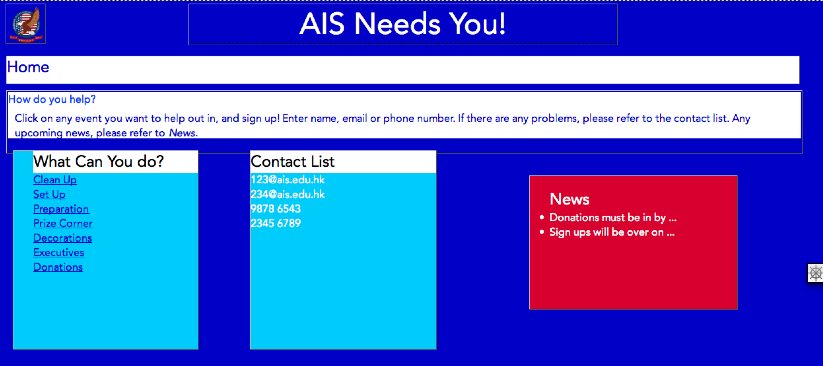 AIS Needs You!
Home
How do you help?
Click on any event you want to help out in, and sign up! Enter name, email or phone number. If there are any problems, please refer to the contact list. Any
upcoming news, please refer to News.
What Can You do?
Clean Up
Set Up
Preparation
Prize Corner
Decorations
Executives
Donations
Contact List
123@ais.edu.hk
234@ais.edu.hk
9878 6543
2345 6789
News
• Donations must be in by ...
• Sign ups will be over on ...